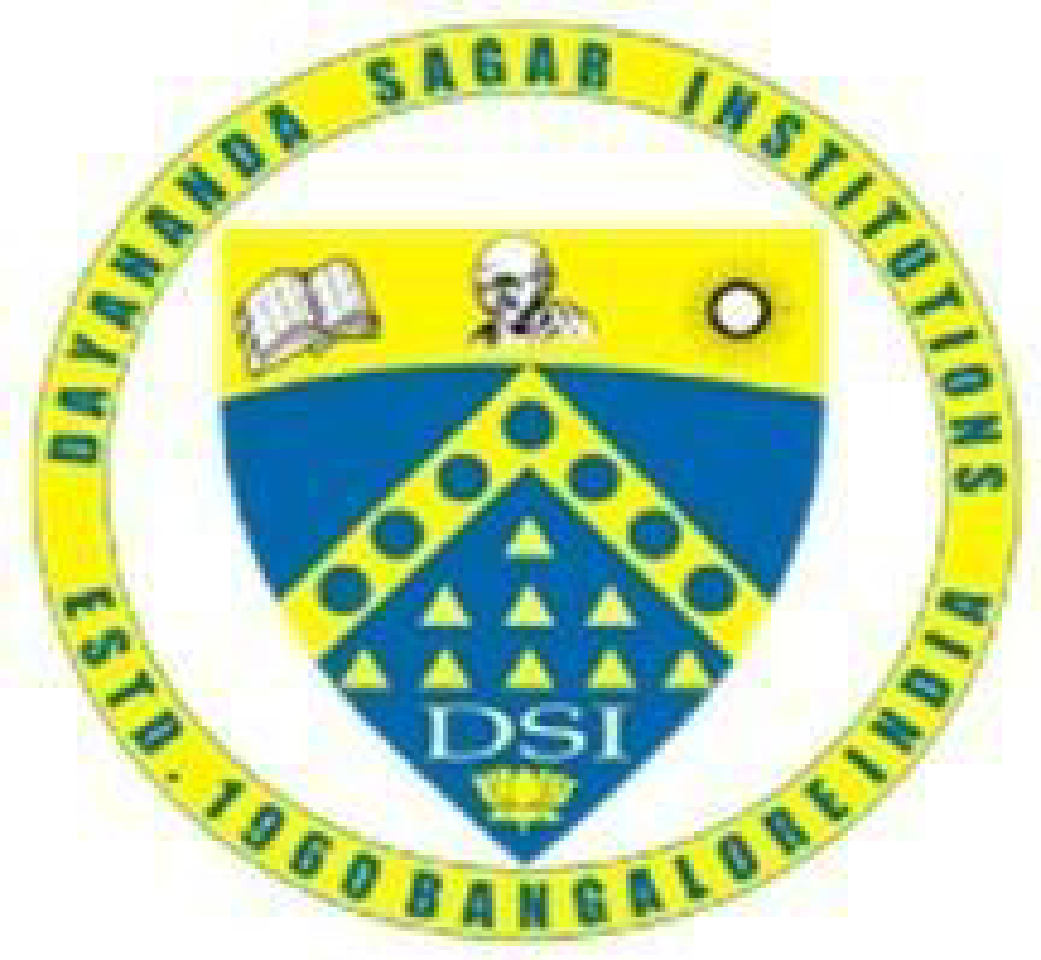 DAYANANDA SAGAR INSTITUTIONS
ESTD. 1960 BANGALORE INDIA
DSI